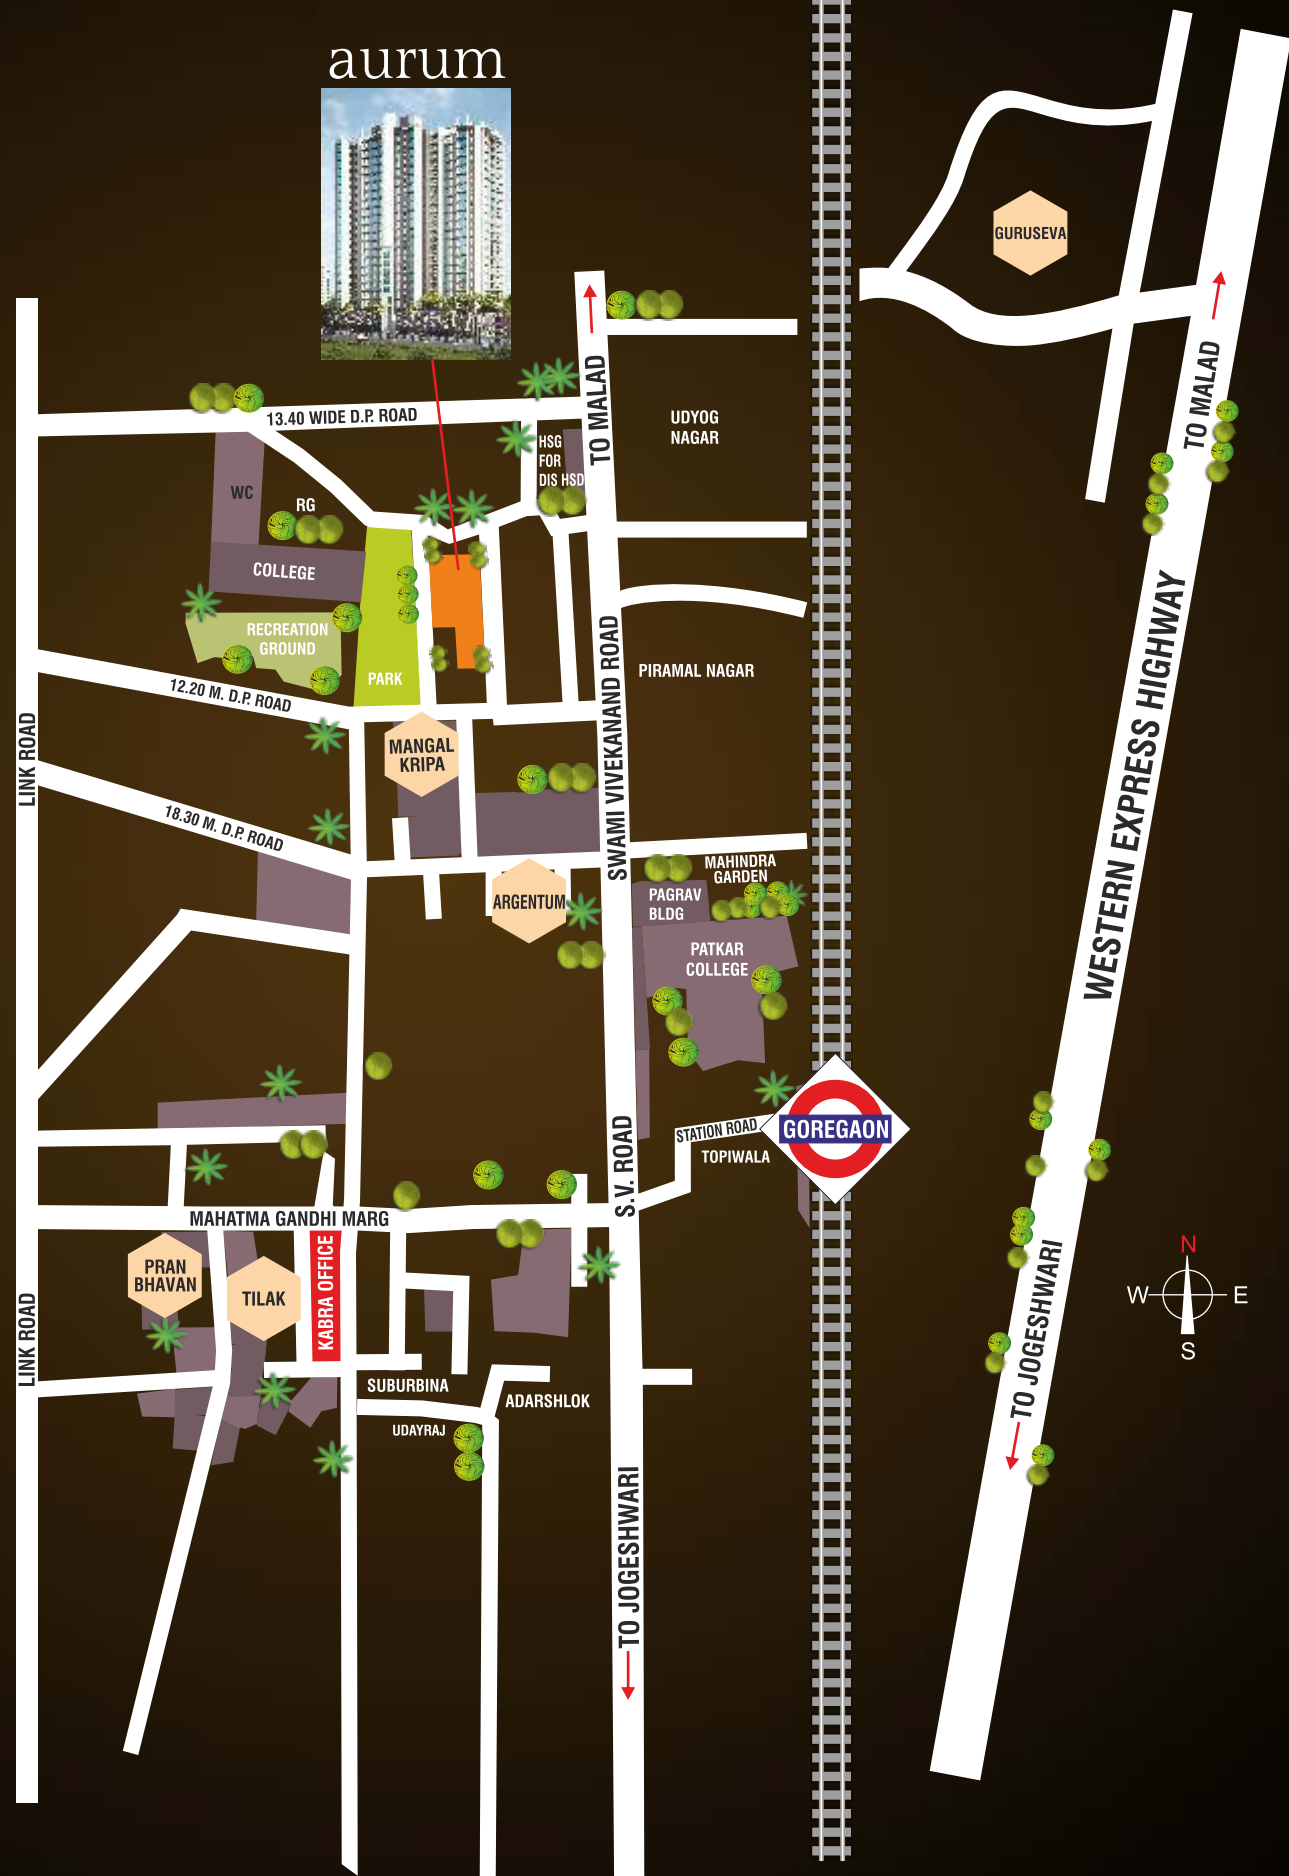 aurum
GURUSEVA
TO MALAD
TO MALAD
13.40 WIDE D.P. ROAD
UDYOG
NAGAR
HSG
FOR
DIS HSD
WC
RG
COLLEGE
RECREATION
GROUND
PARK
PIRAMAL NAGAR
12.20 M. D.P. ROAD
LINK ROAD
SWAMI VIVEKANAND ROAD
WESTERN EXPRESS HIGHWAY
MANGAL
KRIPA
18.30 M. D.P. ROAD
MAHINDRA
GARDEN
PAGRAV
BLDG
ARGENTUM
PATKAR
COLLEGE
STATION ROAD
GOREGAON
TOPIWALA
S.V. ROAD
MAHATMA GANDHI MARG
PRAN
BHAVAN
TILAK
KABRA OFFICE
LINK ROAD
N
W
E
S
TO JOGESHWARI
SUBURBINA
ADARSHLOK
UDAYRAJ
TO JOGESHWARI